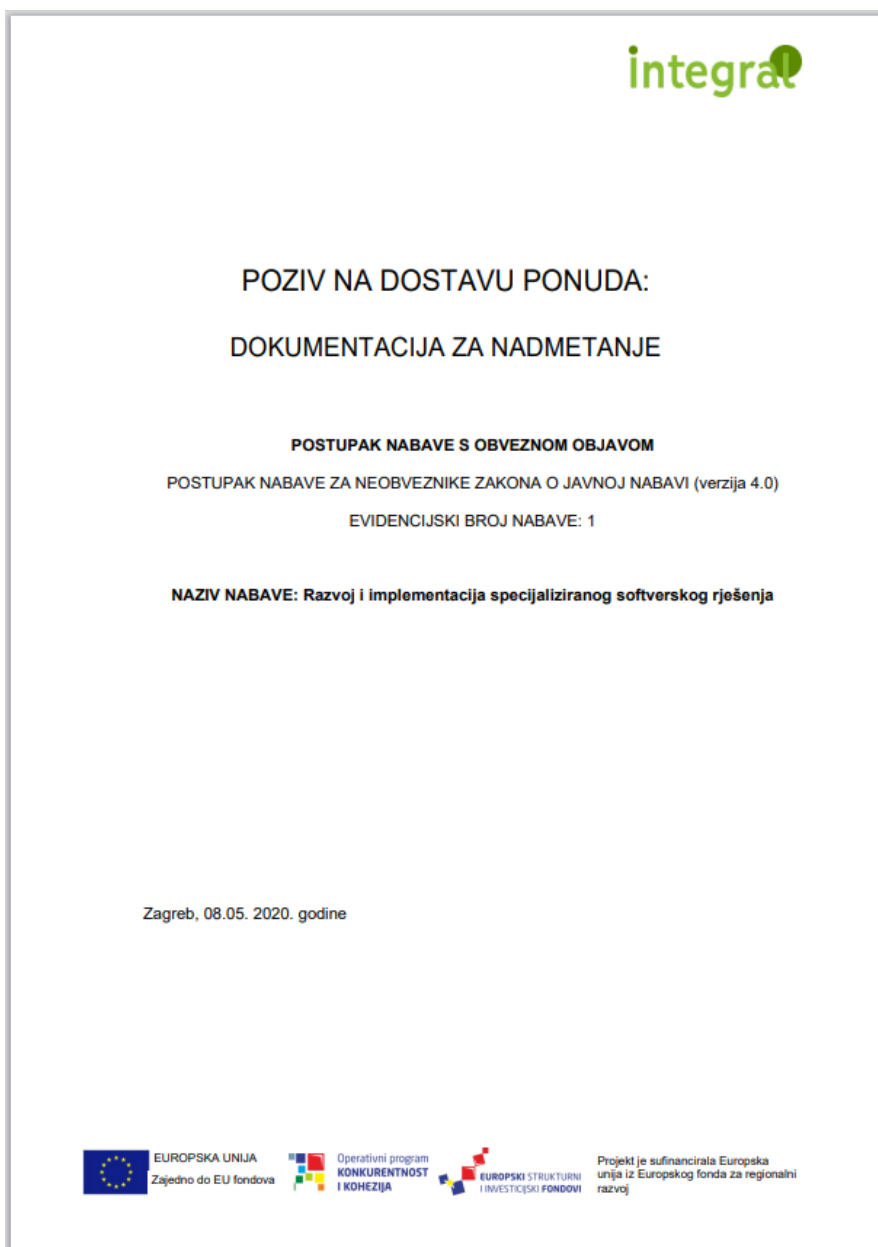 integral
POZIV NA DOSTAVU PONUDA:
DOKUMENTACIJA ZA NADMETANJE
POSTUPAK NABAVE S OBVEZNOM OBJAVOM
POSTUPAK NABAVE ZA NEOBVEZNIKE ZAKONA O JAVNOJ NABAVI (verzija 4.0)
EVIDENCIJSKI BROJ NABAVE: 1
NAZIV NABAVE: Razvoj i implementacija specijaliziranog softverskog rješenja
Zagreb, 08.05. 2020. godine
EUROPSKA UNIJA
Zajedno do EU fondova
Operativni program
KONKURENTNOST
I KOHEZIJA
EUROPSKI STRUKTURNI
I INVESTICIJSKI FONDOVI
Projekt je sufinancirala Europska
unija iz Europskog fonda za regionalni
razvoj